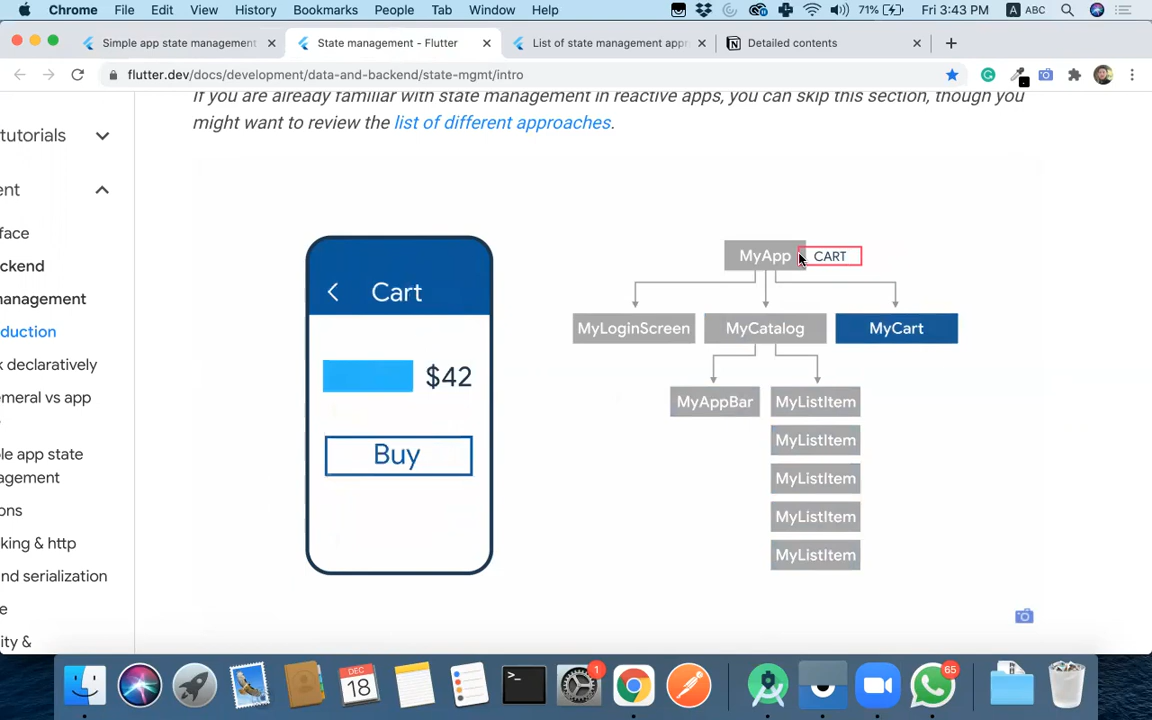 Chrome File Edit View History Bookmarks People Tab Window Help 71% Fri 3:43 PM A ABC
Simple app state management
State management - Flutter
List of state management appr
Detailed contents
flutter.dev/docs/development/data-and-backend/state-mgmt/intro
If you are already familiar with state management in reactive apps, you can skip this section, though you
might want to review the list of different approaches.
tutorials
ent
face
ckend
management
duction
k declaratively
emeral vs app
ple app state
nagement
ons
king & http
nd serialization
e
ity &
Cart
$42
Buy
MyApp
CART
MyLoginScreen
MyCatalog
MyCart
MyAppBar
MyListItem
MyListItem
MyListItem
MyListItem
MyListItem
DEC
18
>_
1
65